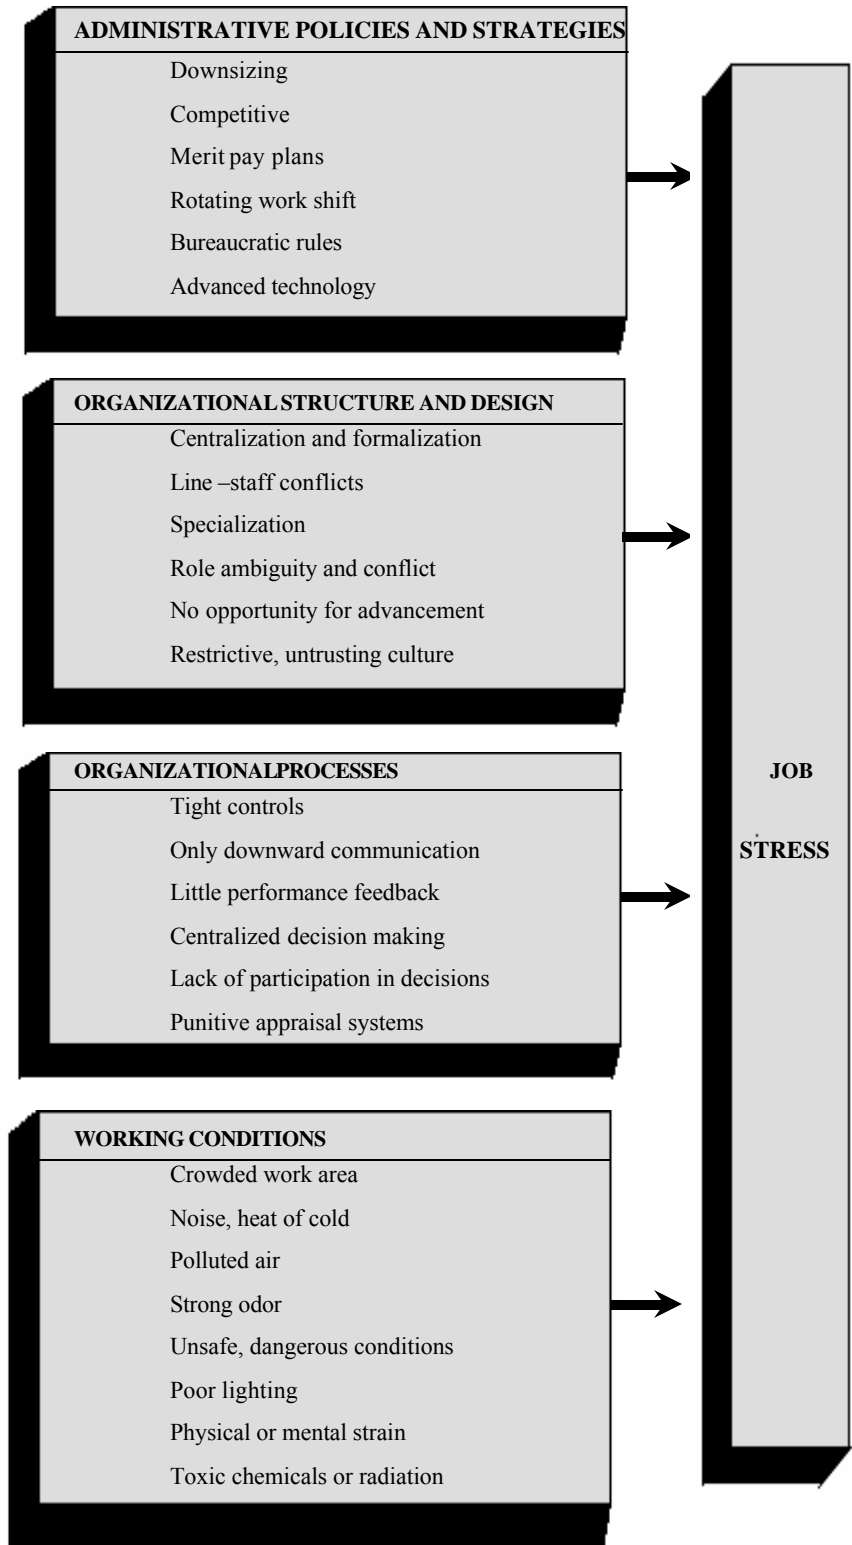 ADMINISTRATIVE POLICIES AND STRATEGIES
Downsizing
Competitive
Merit pay plans
Rotating work shift
Bureaucratic rules
Advanced technology
ORGANIZATIONAL STRUCTURE AND DESIGN
Centralization and formalization
Line –staff conflicts
Specialization
Role ambiguity and conflict
No opportunity for advancement
Restrictive, untrusting culture
ORGANIZATIONALPROCESSES
Tight controls
Only downward communication
Little performance feedback
Centralized decision making
Lack of participation in decisions
Punitive appraisal systems
WORKING CONDITIONS
Crowded work area
Noise, heat of cold
Polluted air
Strong odor
Unsafe, dangerous conditions
Poor lighting
Physical or mental strain
Toxic chemicals or radiation
JOB
STRESS